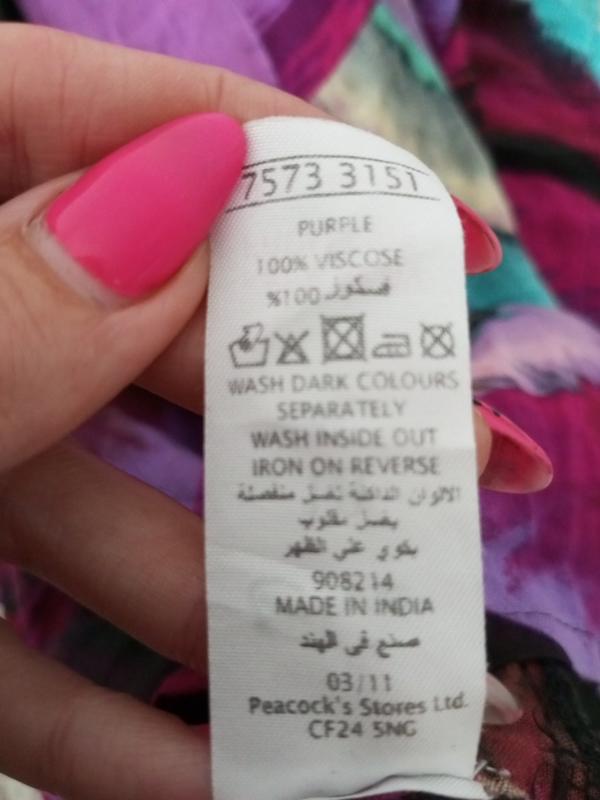 7573 3151
PURPLE
100% VISCOSE
%100 فسكوز
WASH DARK COLOURS
SEPARATELY
WASH INSIDE OUT
IRON ON REVERSE
الالوان الداكنة تغسل منفصلة
يغسل مقلوب
يكوي على الظهر
908214
MADE IN INDIA
صنع في الهند
03/11
Peacock's Stores Ltd.
CF24 5NG